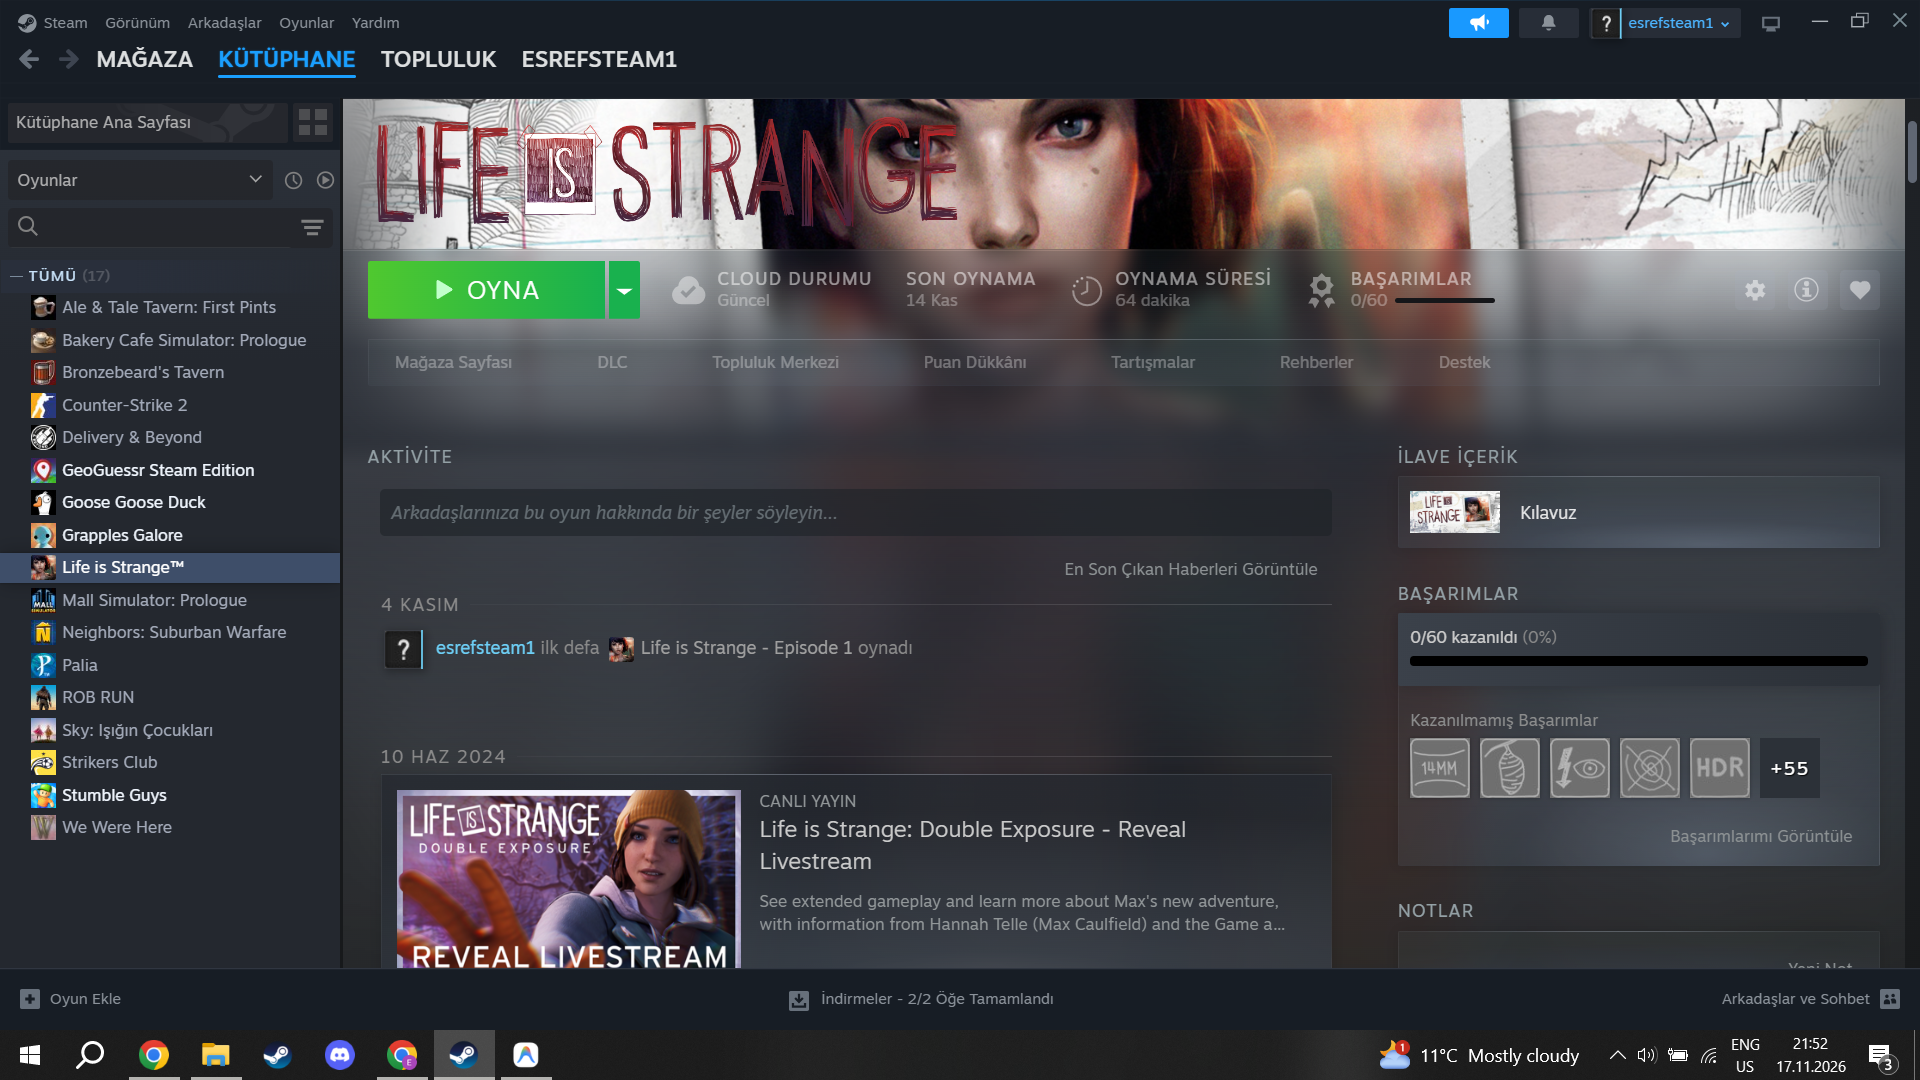 Steam Görünüm Arkadaşlar Oyunlar Yardım
? esrefsteam1
MAĞAZA KÜTÜPHANE TOPLULUK ESREFSTEAM1
Kütüphane Ana Sayfası
Oyunlar
TÜMÜ (17)
Ale & Tale Tavern: First Pints
Bakery Cafe Simulator: Prologue
Bronzebeard's Tavern
Counter-Strike 2
Delivery & Beyond
GeoGuessr Steam Edition
Goose Goose Duck
Grapples Galore
Life is Strange™
Mall Simulator: Prologue
Neighbors: Suburban Warfare
Palia
ROB RUN
Sky: Işığın Çocukları
Strikers Club
Stumble Guys
We Were Here
LIFE IS STRANGE
OYNA
CLOUD DURUMU
Güncel
SON OYNAMA
14 Kas
OYNAMA SÜRESİ
64 dakika
BAŞARIMLAR
0/60
Mağaza Sayfası DLC Topluluk Merkezi Puan Dükkânı Tartışmalar Rehberler Destek
AKTİVİTE
Arkadaşlarınıza bu oyun hakkında bir şeyler söyleyin...
En Son Çıkan Haberleri Görüntüle
4 KASIM
? esrefsteam1 ilk defa Life is Strange - Episode 1 oynadı
10 HAZ 2024
LIFE IS STRANGE
DOUBLE EXPOSURE
REVEAL LIVESTREAM
CANLI YAYIN
Life is Strange: Double Exposure - Reveal
Livestream
See extended gameplay and learn more about Max's new adventure,
with information from Hannah Telle (Max Caulfield) and the Game a...
İLAVE İÇERİK
LIFE IS
STRANGE
Kılavuz
BAŞARIMLAR
0/60 kazanıldı (0%)
Kazanılmamış Başarımlar
14MM
HDR
+55
Başarımlarımı Görüntüle
NOTLAR
Yeni Not
Oyun Ekle
İndirmeler - 2/2 Öğe Tamamlandı
Arkadaşlar ve Sohbet
E
1
11°C Mostly cloudy
ENG
US
21:52
17.11.2026
3